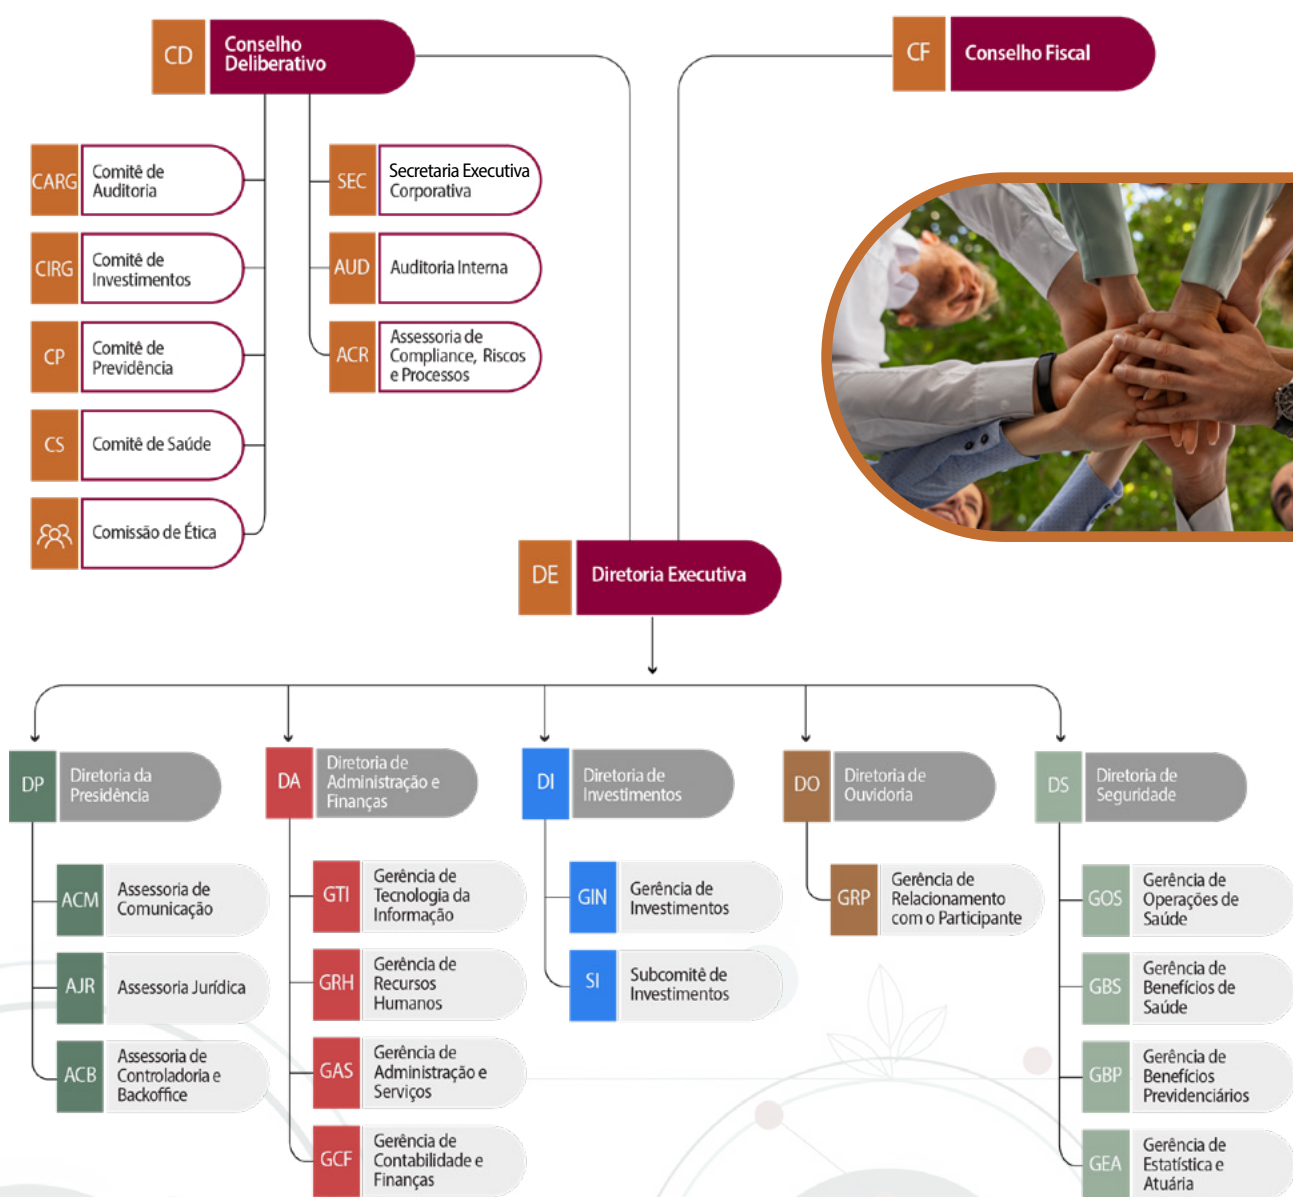 CD
Conselho
Deliberativo
CF
Conselho Fiscal
CARG
Comitê de
Auditoria
SEC
Secretaria Executiva
Corporativa
CIRG
Comitê de
Investimentos
AUD
Auditoria Interna
CP
Comitê de
Previdência
ACR
Assessoria de
Compliance, Riscos
e Processos
CS
Comitê de Saúde
Comissão de Ética
DE
Diretoria Executiva
DP
Diretoria da
Presidência
ACM
Assessoria de
Comunicação
AJR
Assessoria Jurídica
ACB
Assessoria de
Controladoria e
Backoffice
DA
Diretoria de
Administração e
Finanças
GTI
Gerência de
Tecnologia da
Informação
GRH
Gerência de
Recursos
Humanos
GAS
Gerência de
Administração e
Serviços
GCF
Gerência de
Contabilidade e
Finanças
DI
Diretoria de
Investimentos
GIN
Gerência de
Investimentos
SI
Subcomitê de
Investimentos
DO
Diretoria de
Ouvidoria
GRP
Gerência de
Relacionamento
com o Participante
DS
Diretoria de
Seguridade
GOS
Gerência de
Operações de
Saúde
GBS
Gerência de
Benefícios de
Saúde
GBP
Gerência de
Benefícios
Previdenciários
GEA
Gerência de
Estatística e
Atuária